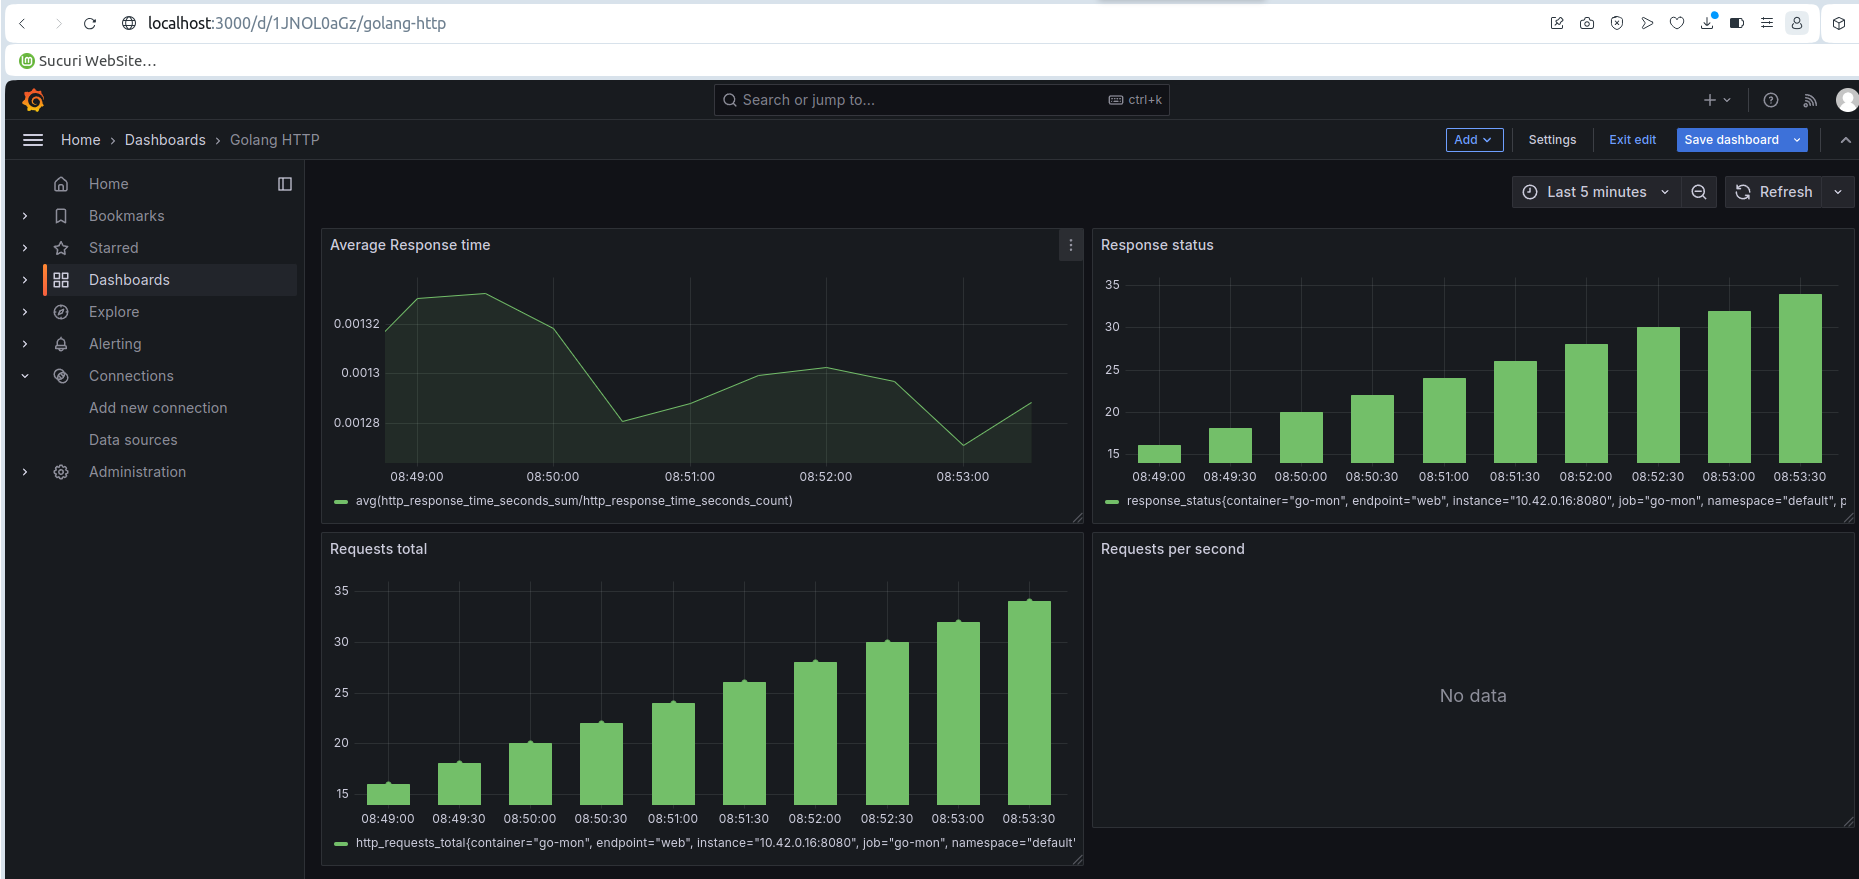 localhost:3000/d/1JNOL0aGz/golang-http
Sucuri WebSite...
Search or jump to...
ctrl+k
Home › Dashboards › Golang HTTP
Add
Settings
Exit edit
Save dashboard
Home
Bookmarks
Starred
Dashboards
Explore
Alerting
Connections
Add new connection
Data sources
Administration
Last 5 minutes
Refresh
Average Response time
0.00132
0.0013
0.00128
08:49:00 08:50:00 08:51:00 08:52:00 08:53:00
avg(http_response_time_seconds_sum/http_response_time_seconds_count)
Response status
35
30
25
20
15
08:49:00 08:49:30 08:50:00 08:50:30 08:51:00 08:51:30 08:52:00 08:52:30 08:53:00 08:53:30
response_status{container="go-mon", endpoint="web", instance="10.42.0.16:8080", job="go-mon", namespace="default", p
Requests total
35
30
25
20
15
08:49:00 08:49:30 08:50:00 08:50:30 08:51:00 08:51:30 08:52:00 08:52:30 08:53:00 08:53:30
http_requests_total{container="go-mon", endpoint="web", instance="10.42.0.16:8080", job="go-mon", namespace="default"
Requests per second
No data